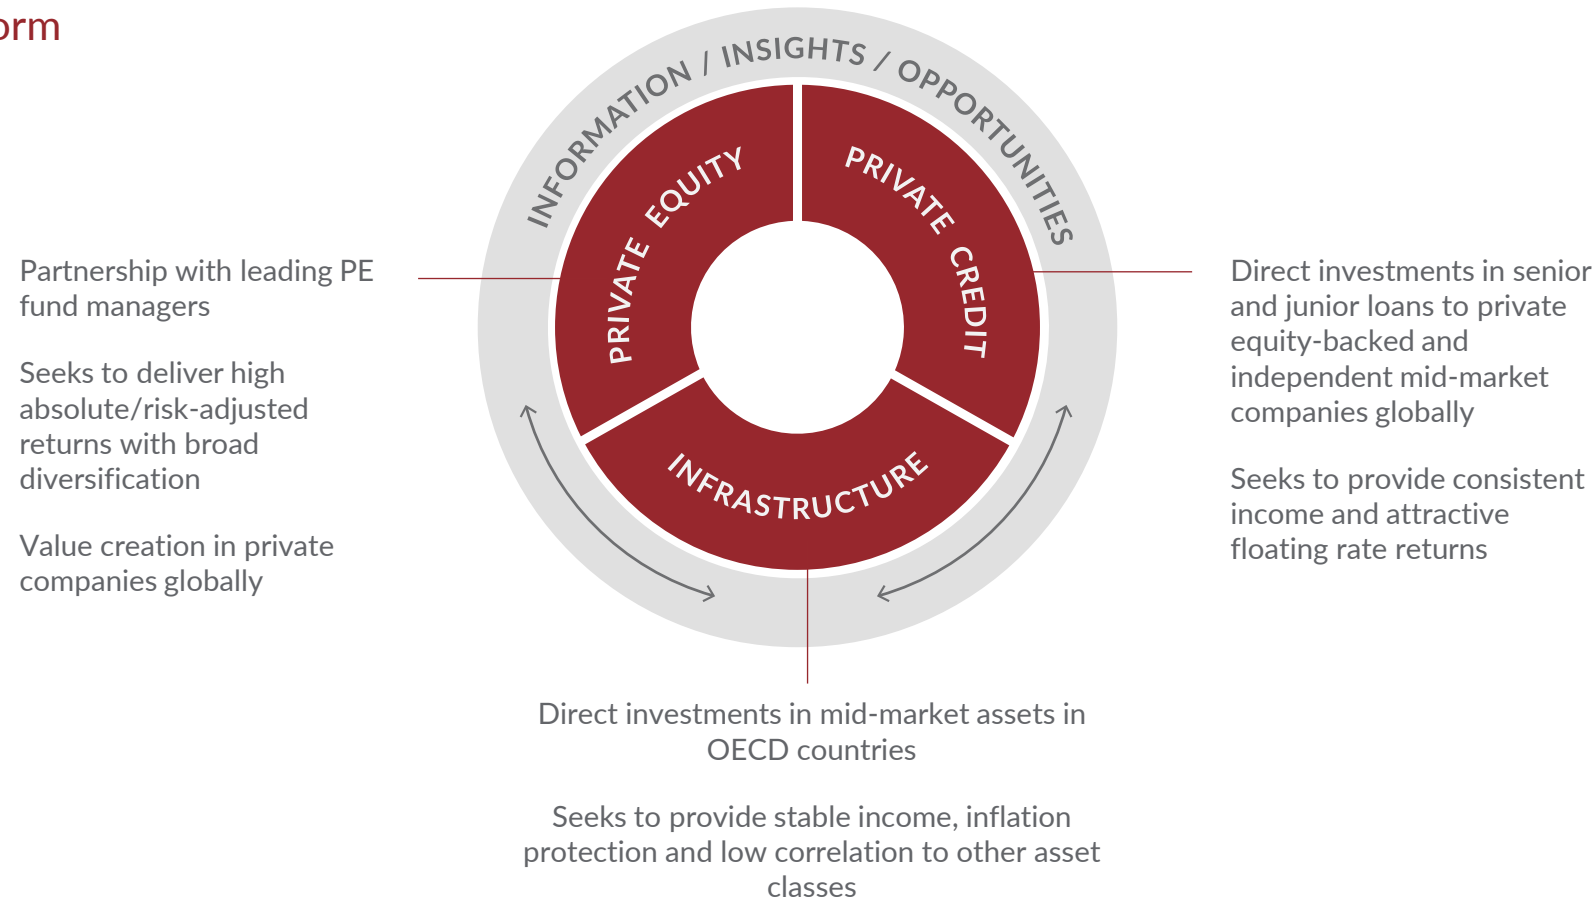 orm
INFORMATION / INSIGHTS / OPPORTUNITIES
PRIVATE EQUITY
PRIVATE CREDIT
INFRASTRUCTURE
Partnership with leading PE
fund managers
Seeks to deliver high
absolute/risk-adjusted
returns with broad
diversification
Value creation in private
companies globally
Direct investments in senior
and junior loans to private
equity-backed and
independent mid-market
companies globally
Seeks to provide consistent
income and attractive
floating rate returns
Direct investments in mid-market assets in
OECD countries
Seeks to provide stable income, inflation
protection and low correlation to other asset
classes